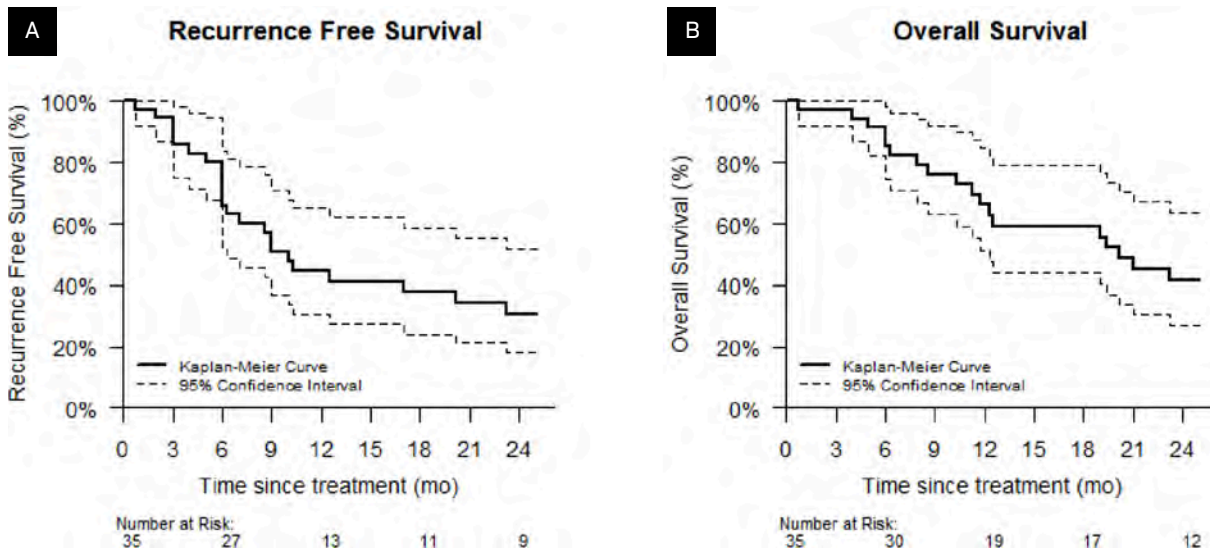 A
Recurrence Free Survival
Recurrence Free Survival (%)
100%
80%
60%
40%
20%
0%
Kaplan-Meier Curve
95% Confidence Interval
0 3 6 9 12 15 18 21 24
Time since treatment (mo)
Number at Risk:
35 27 13 11 9
B
Overall Survival
Overall Survival (%)
100%
80%
60%
40%
20%
0%
Kaplan-Meier Curve
95% Confidence Interval
0 3 6 9 12 15 18 21 24
Time since treatment (mo)
Number at Risk:
35 30 19 17 12